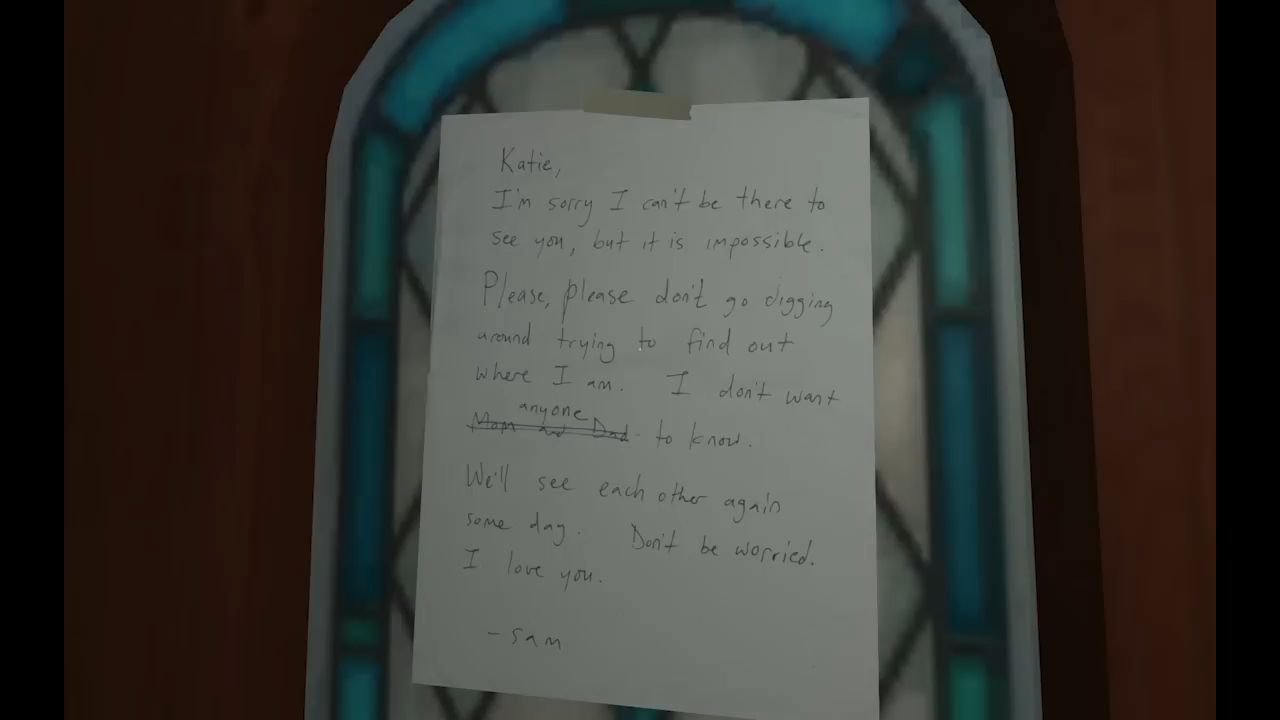 Katie,
I'm sorry I can't be there to
see you, but it is impossible.
Please, please don't go digging
around trying to find out
where I am. I don't want
anyone
Mom and Dad to know.
We'll see each other again
some day. Don't be worried.
I love you.
- Sam